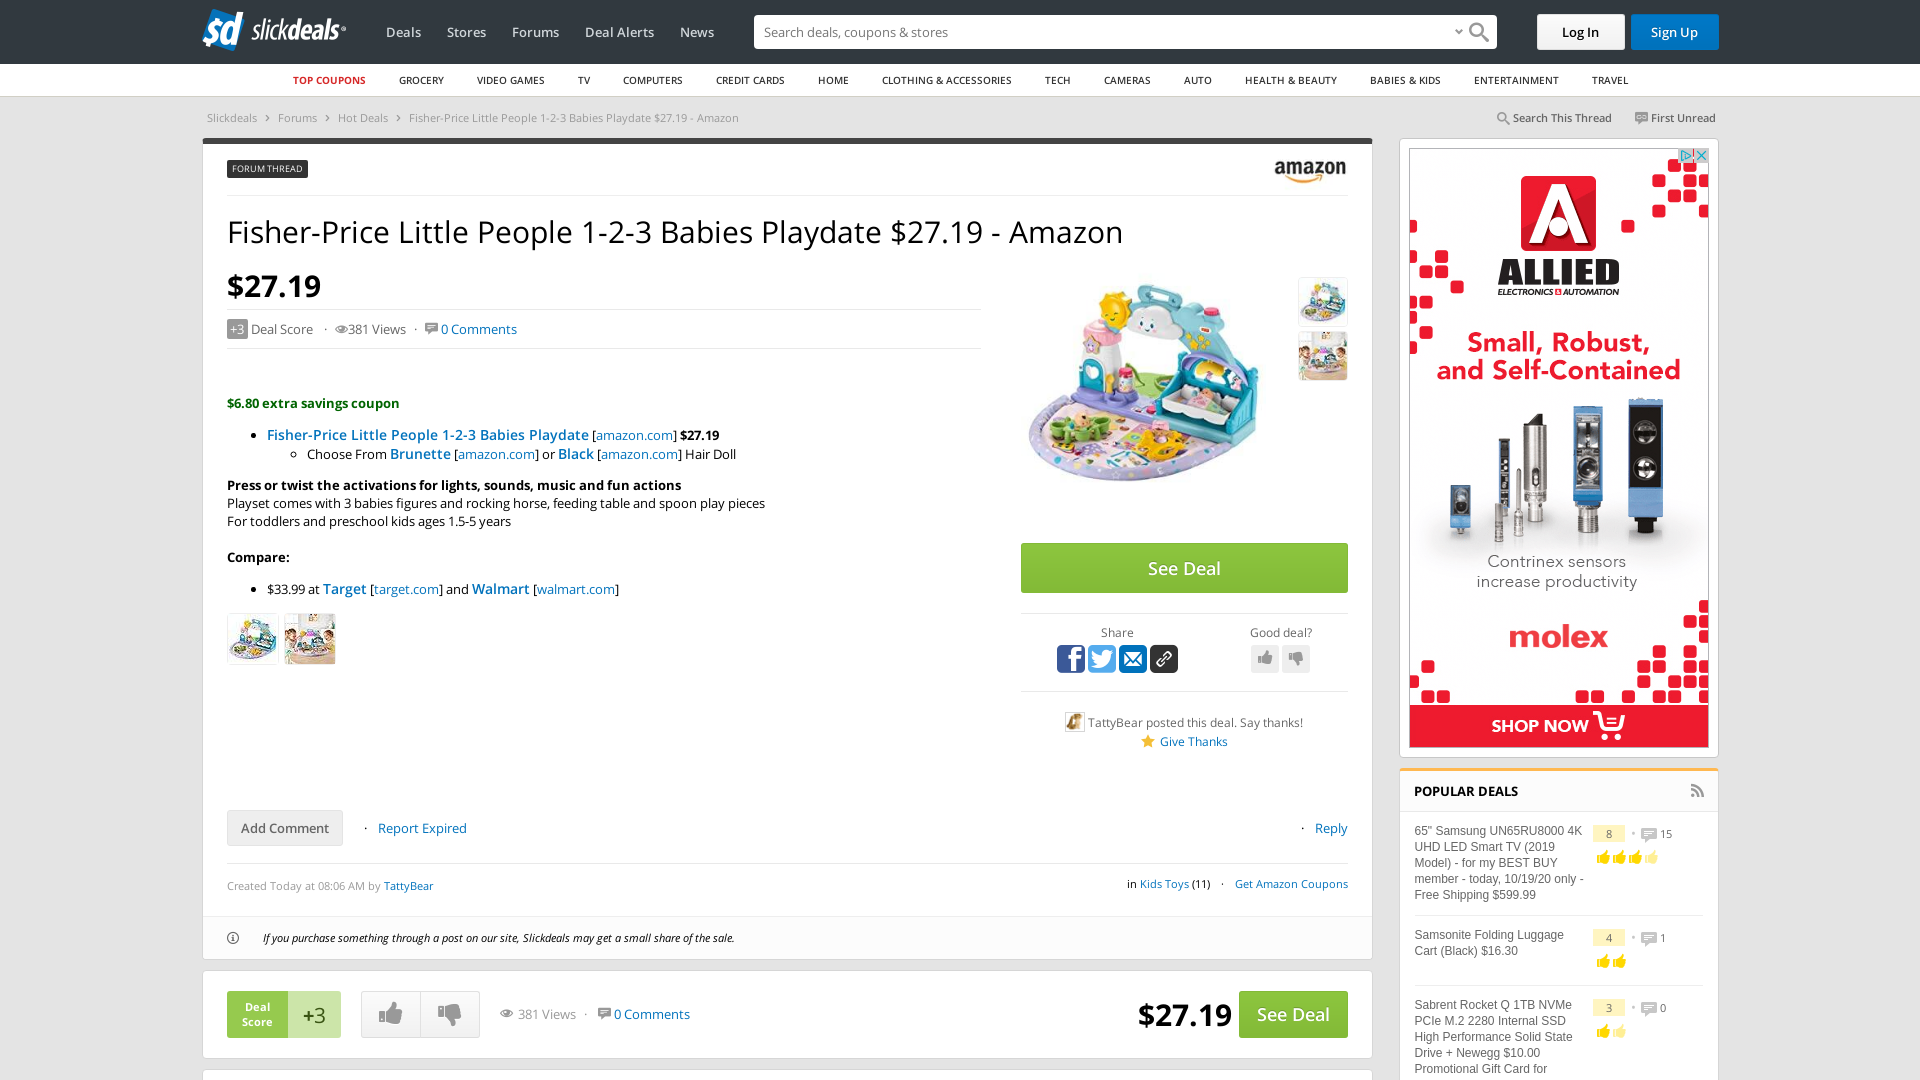 sd slickdeals
Deals
Stores
Forums
Deal Alerts
News
Search deals, coupons & stores
Log In
Sign Up
TOP COUPONS
GROCERY
VIDEO GAMES
TV
COMPUTERS
CREDIT CARDS
HOME
CLOTHING & ACCESSORIES
TECH
CAMERAS
AUTO
HEALTH & BEAUTY
BABIES & KIDS
ENTERTAINMENT
TRAVEL
Slickdeals › Forums › Hot Deals › Fisher-Price Little People 1-2-3 Babies Playdate $27.19 - Amazon
Search This Thread
First Unread
FORUM THREAD
amazon
Fisher-Price Little People 1-2-3 Babies Playdate $27.19 - Amazon
$27.19
+3 Deal Score · 381 Views · 0 Comments
$6.80 extra savings coupon
• Fisher-Price Little People 1-2-3 Babies Playdate [amazon.com] $27.19
Choose From Brunette [amazon.com] or Black [amazon.com] Hair Doll
Press or twist the activations for lights, sounds, music and fun actions
Playset comes with 3 babies figures and rocking horse, feeding table and spoon play pieces
For toddlers and preschool kids ages 1.5-5 years
Compare:
• $33.99 at Target [target.com] and Walmart [walmart.com]
See Deal
Share
Good deal?
TattyBear posted this deal. Say thanks!
Give Thanks
Add Comment
· Report Expired
· Reply
Created Today at 08:06 AM by TattyBear
in Kids Toys (11) · Get Amazon Coupons
If you purchase something through a post on our site, Slickdeals may get a small share of the sale.
Deal
Score
+3
381 Views · 0 Comments
$27.19
See Deal
A
ALLIED
ELECTRONICS & AUTOMATION
Small, Robust,
and Self-Contained
Contrinex sensors
increase productivity
molex
SHOP NOW
POPULAR DEALS
65" Samsung UN65RU8000 4K
UHD LED Smart TV (2019
Model) - for my BEST BUY
member - today, 10/19/20 only -
Free Shipping $599.99
8 • 15
Samsonite Folding Luggage
Cart (Black) $16.30
4 • 1
Sabrent Rocket Q 1TB NVMe
PCIe M.2 2280 Internal SSD
High Performance Solid State
Drive + Newegg $10.00
Promotional Gift Card for
3 • 0